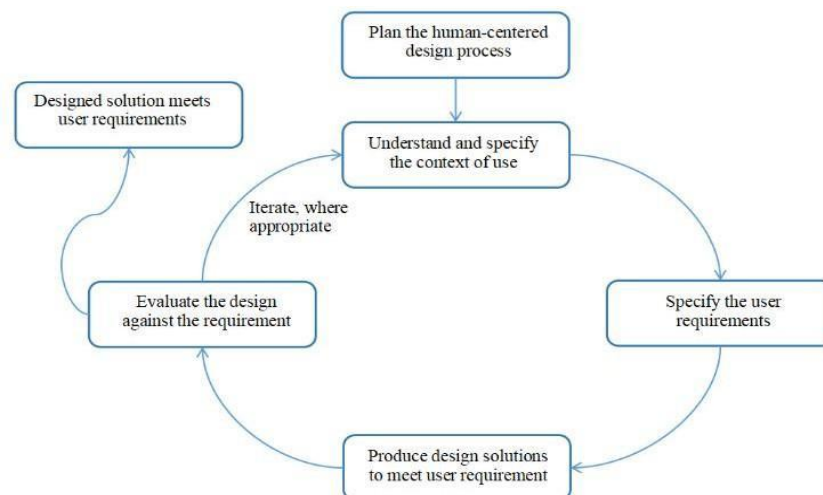 Plan the human-centered
design process
Designed solution meets
user requirements
Understand and specify
the context of use
Iterate, where
appropriate
Evaluate the design
against the requirement
Specify the user
requirements
Produce design solutions
to meet user requirement